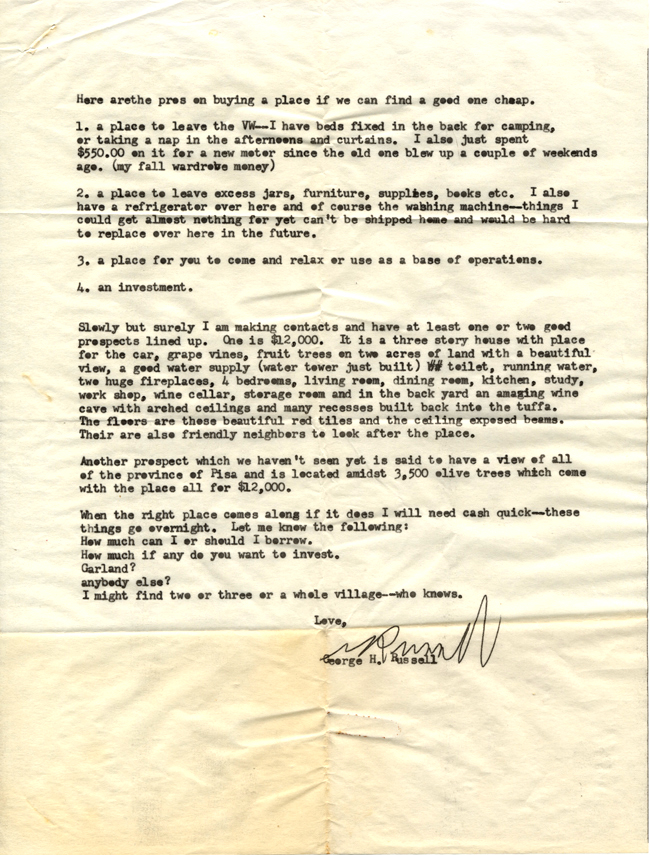 Here arethe pros on buying a place if we can find a good one cheap.
1. a place to leave the VW--I have beds fixed in the back for camping,
or taking a nap in the afternoons and curtains. I also just spent
$550.00 on it for a new motor since the old one blew up a couple of weekends
ago. (my fall wardrobe money)
2. a place to leave excess jars, furniture, supplies, books etc. I also
have a refrigerator over here and of course the washing machine--things I
could get almost nothing for yet can't be shipped home and would be hard
to replace over here in the future.
3. a place for you to come and relax or use as a base of operations.
4. an investment.
Slowly but surely I am making contacts and have at least one or two good
prospects lined up. One is $12,000. It is a three story house with place
for the car, grape vines, fruit trees on two acres of land with a beautiful
view, a good water supply (water tower just built) ## toilet, running water,
two huge fireplaces, 4 bedrooms, living room, dining room, kitchen, study,
work shop, wine cellar, storage room and in the back yard an amaging wine
cave with arched ceilings and many recesses built back into the tuffa.
The floors are those beautiful red tiles and the ceiling exposed beams.
Their are also friendly neighbors to look after the place.
Another prospect which we haven't seen yet is said to have a view of all
of the province of Pisa and is located amidst 3,500 olive trees which come
with the place all for $12,000.
When the right place comes along if it does I will need cash quick--these
things go overnight. Let me know the following:
How much can I or should I borrow.
How much if any do you want to invest.
Garland?
anybody else?
I might find two or three or a whole village--who knows.
Love,
George H. Russell